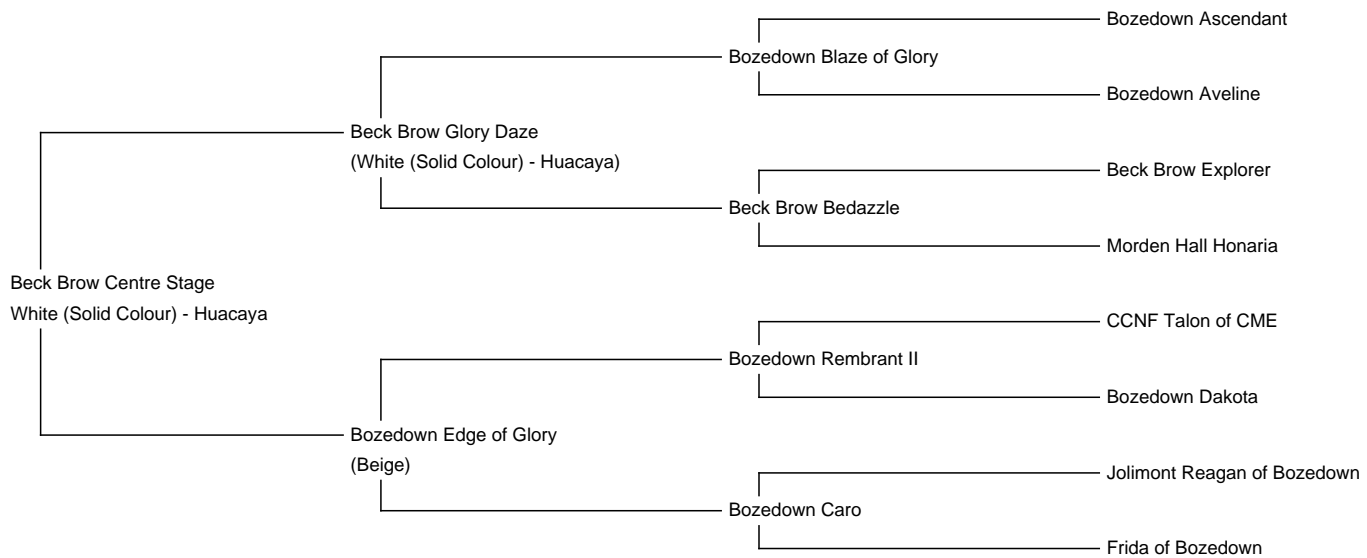 Bozedown Ascendant
Bozedown Blaze of Glory
Bozedown Aveline
Beck Brow Glory Daze
(White (Solid Colour) - Huacaya)
Beck Brow Explorer
Beck Brow Bedazzle
Morden Hall Honaria
Beck Brow Centre Stage
White (Solid Colour) - Huacaya
CCNF Talon of CME
Bozedown Rembrant II
Bozedown Dakota
Bozedown Edge of Glory
(Beige)
Jolimont Reagan of Bozedown
Bozedown Caro
Frida of Bozedown